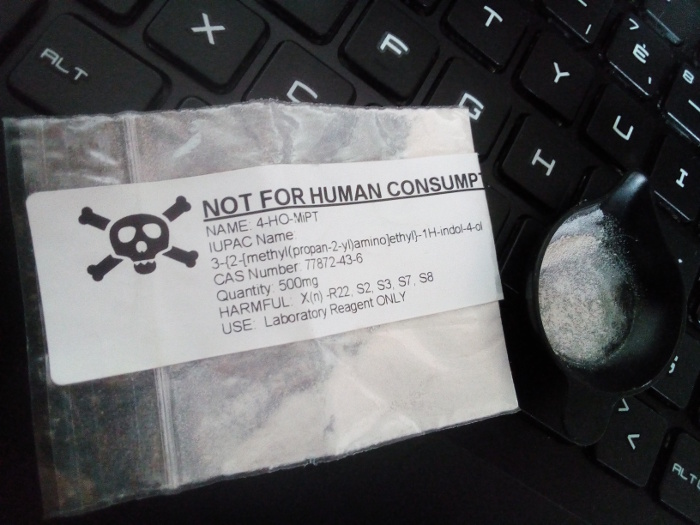 ALT
X
C
F
G
T
Y
H
U
É
I
NOT FOR HUMAN CONSUMPT
NAME: 4-HO-MiPT
IUPAC Name
3-{2-[methyl(propan-2-yl)amino]ethyl}-1H-indol-4-ol
CAS Number: 77872-43-6
Quantity: 500mg
HARMFUL: X(n) -R22, S2, S3, S7, S8
USE: Laboratory Reagent ONLY
>
<
ALT